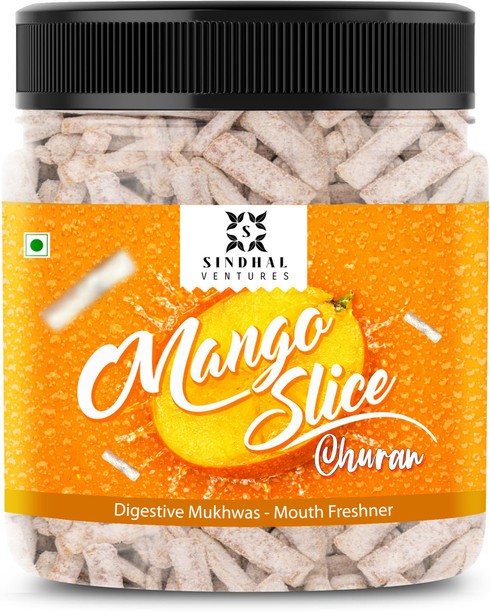 S
SINDHAL
VENTURES
Mango
Slice
Churan
Digestive Mukhwas - Mouth Freshner